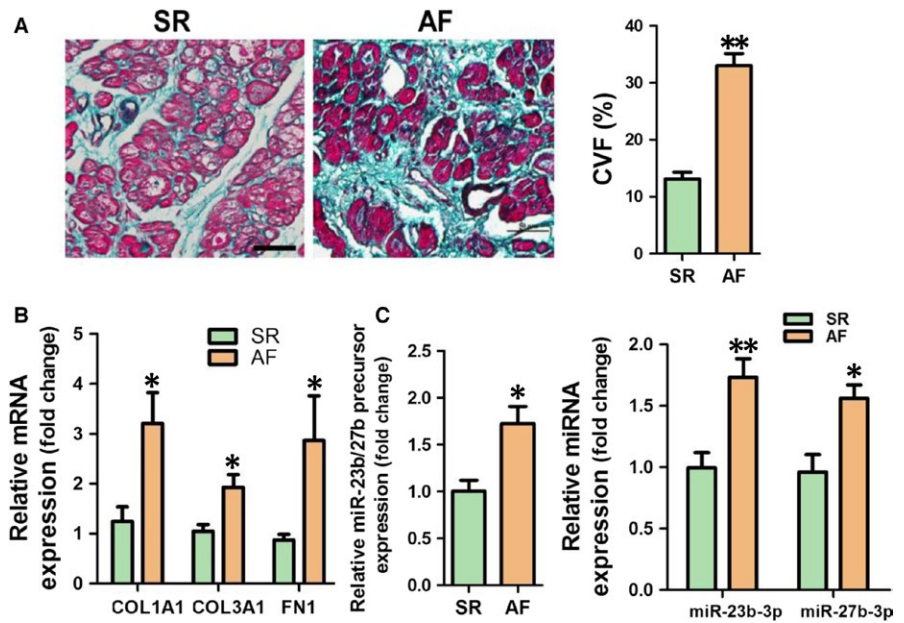 A
SR
AF
CVF (%)
40
30
20
10
0
**
SR
AF
B
Relative mRNA
expression (fold change)
5
4
3
2
1
0
SR
AF
*
*
*
COL1A1
COL3A1
FN1
C
Relative miR-23b/27b precursor
expression (fold change)
2.5
2.0
1.5
1.0
0.5
0.0
*
SR
AF
Relative miRNA
expression (fold change)
2.0
1.5
1.0
0.5
0.0
SR
AF
**
*
miR-23b-3p
miR-27b-3p